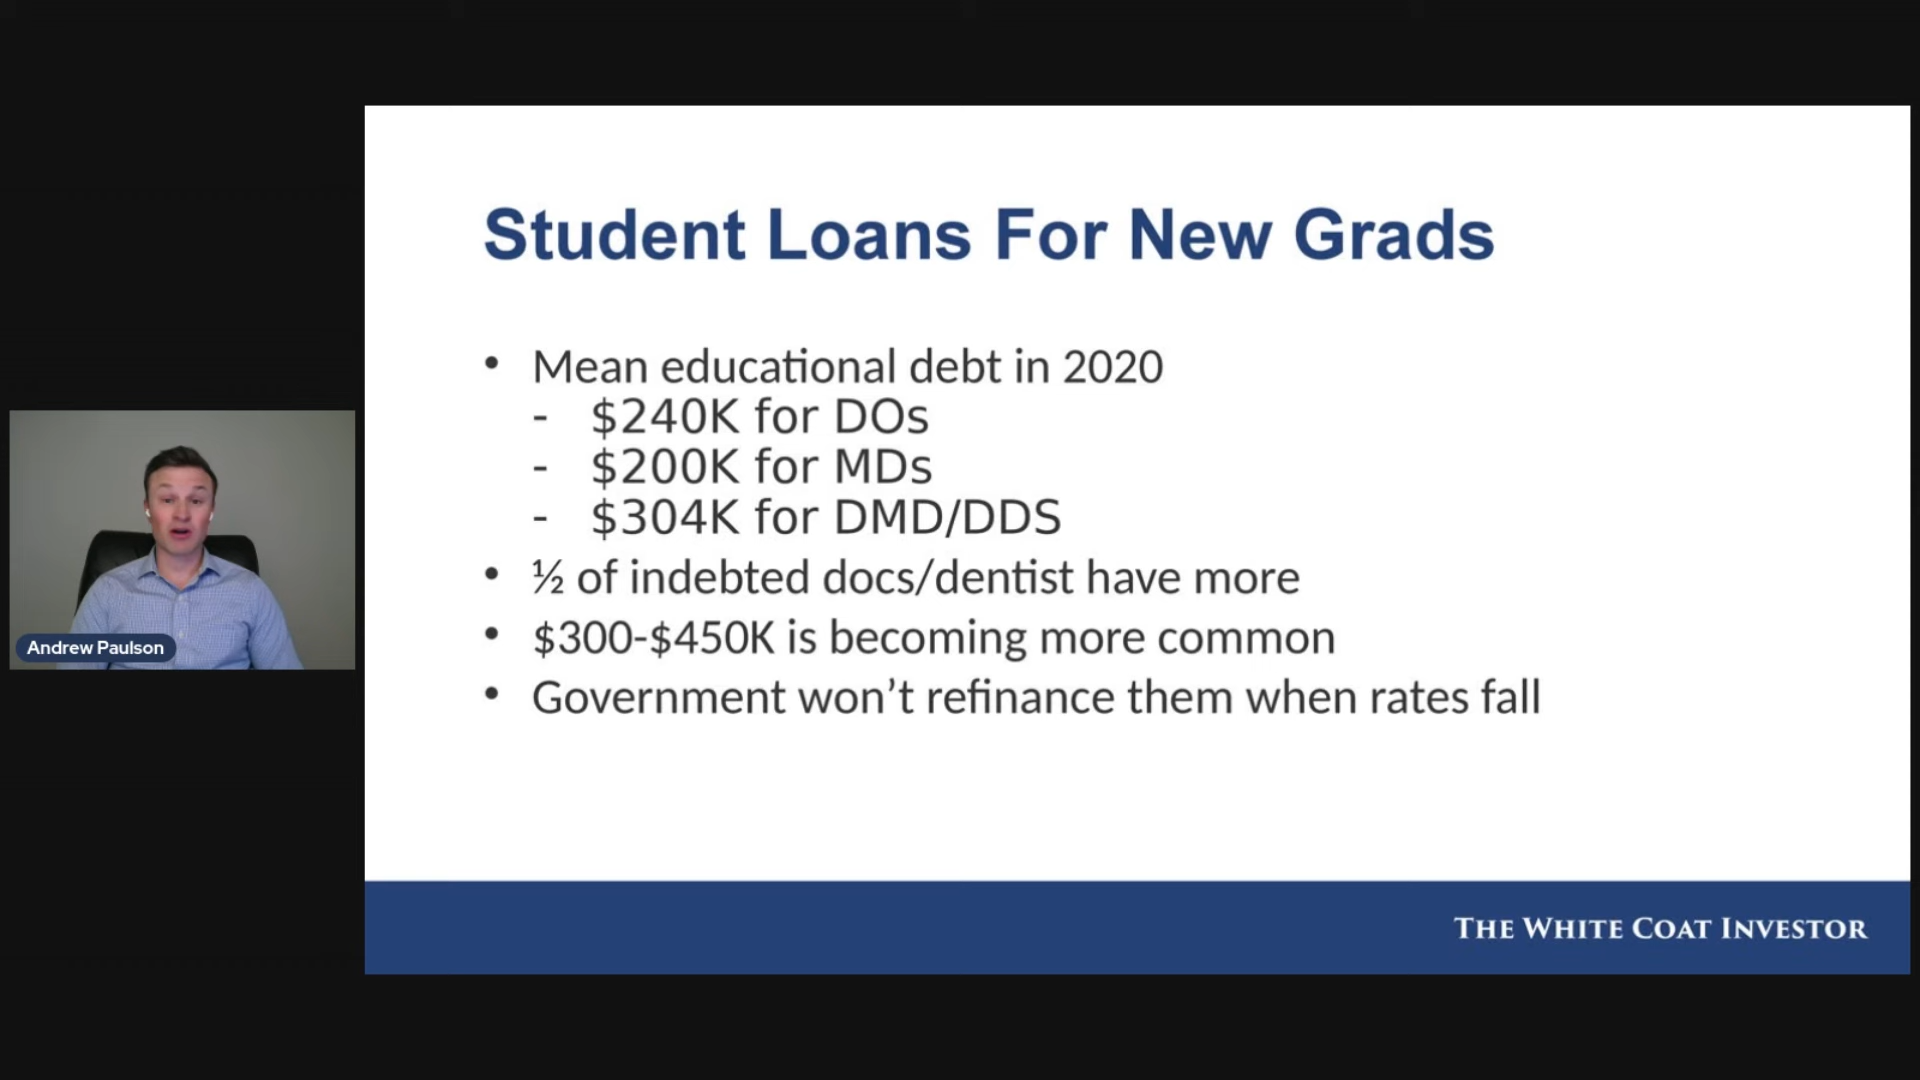 Student Loans For New Grads
• Mean educational debt in 2020
- $240K for DOs
- $200K for MDs
- $304K for DMD/DDS
• ½ of indebted docs/dentist have more
• $300-$450K is becoming more common
• Government won’t refinance them when rates fall
Andrew Paulson
THE WHITE COAT INVESTOR